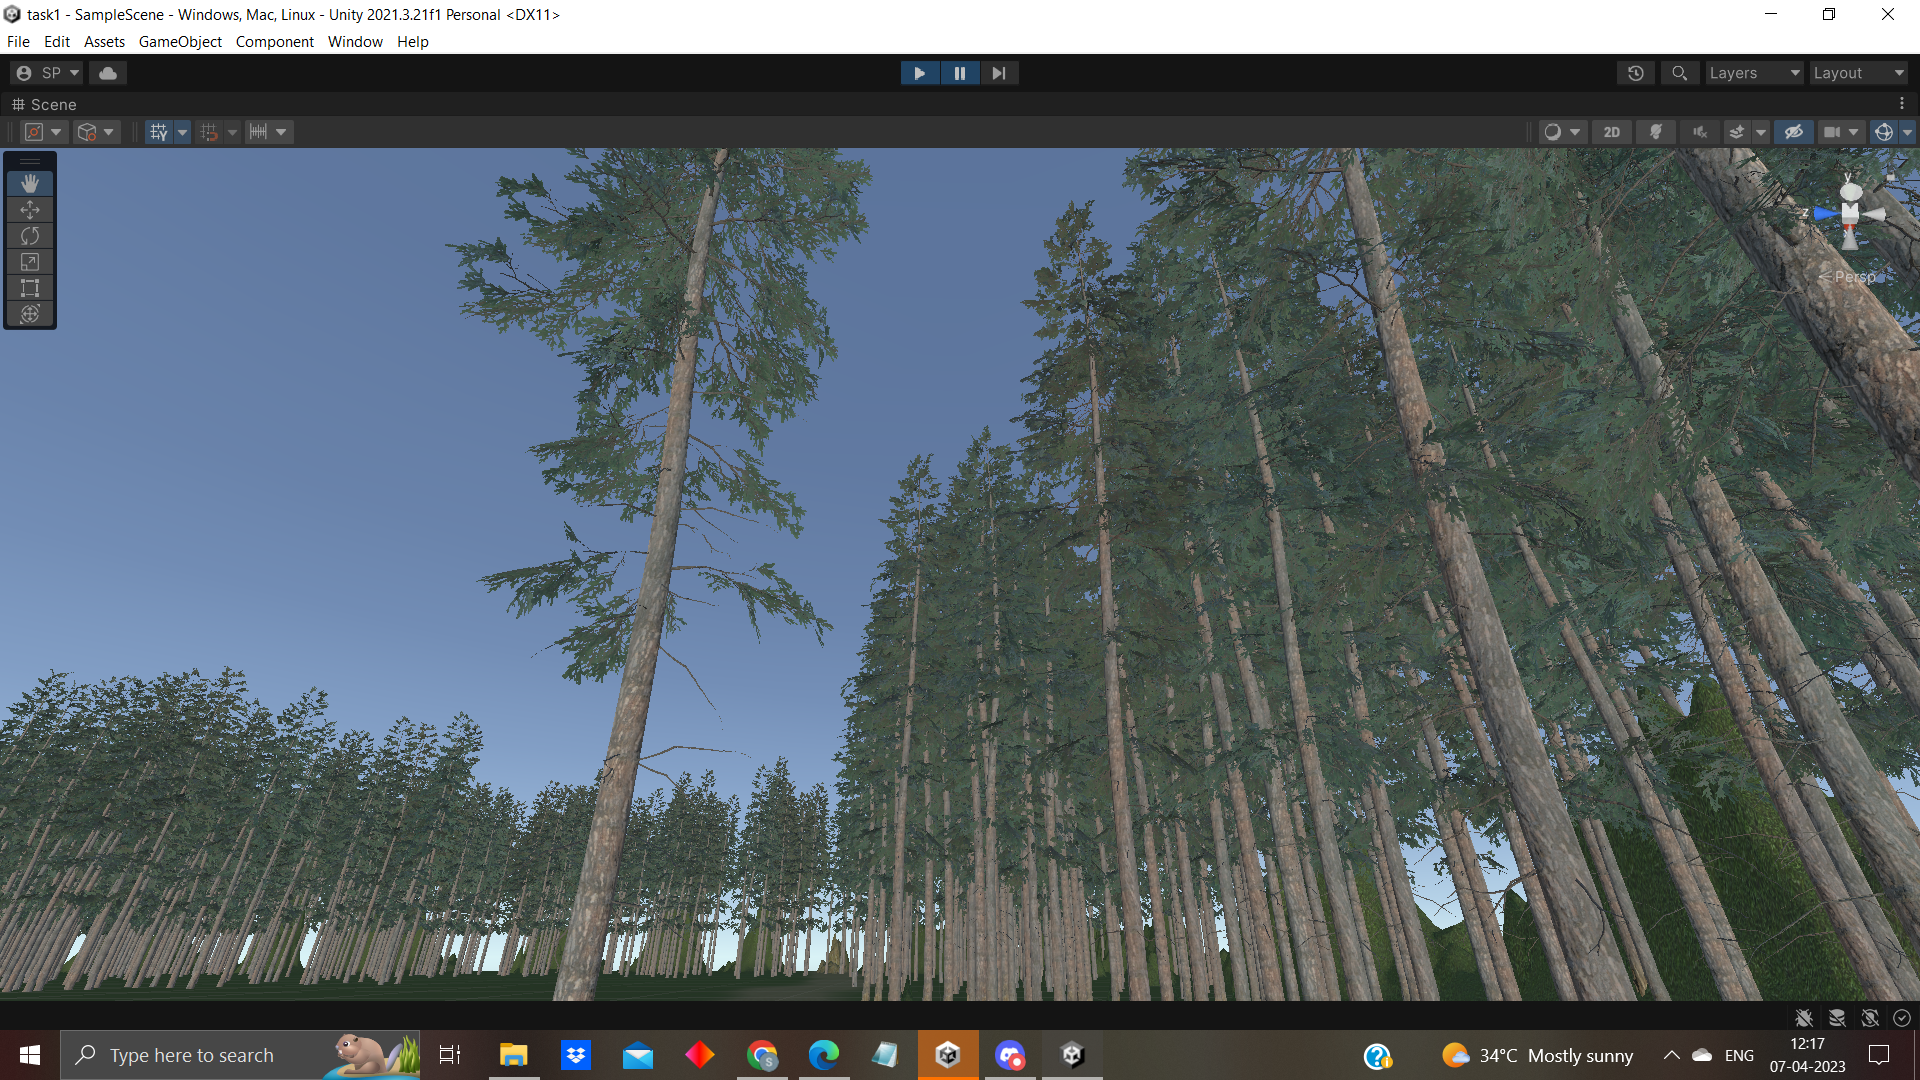 task1 - SampleScene - Windows, Mac, Linux - Unity 2021.3.21f1 Personal <DX11>
File Edit Assets GameObject Component Window Help
SP
Layers
Layout
Scene
2D
y
z
Persp
Type here to search
S
34°C Mostly sunny
ENG
12:17
07-04-2023